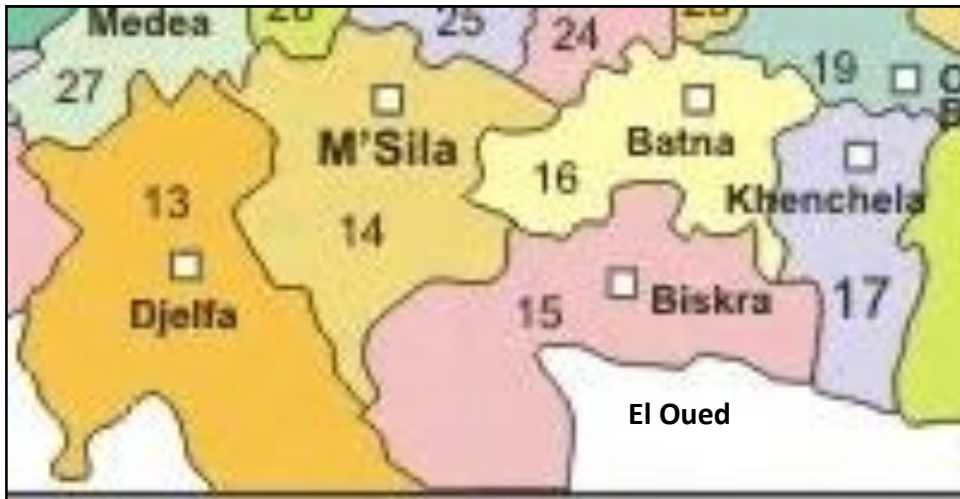 Medea
25
24
27
19
M'Sila
Batna
13
16
Khenchela
14
Djelfa
15
Biskra
17
El Oued